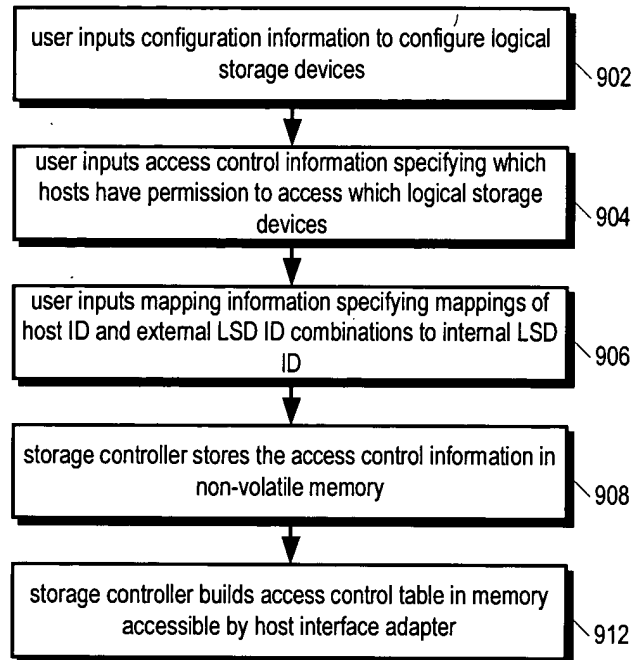 user inputs configuration information to configure logical
storage devices
902
user inputs access control information specifying which
hosts have permission to access which logical storage
devices
904
user inputs mapping information specifying mappings of
host ID and external LSD ID combinations to internal LSD
ID
906
storage controller stores the access control information in
non-volatile memory
908
storage controller builds access control table in memory
accessible by host interface adapter
912